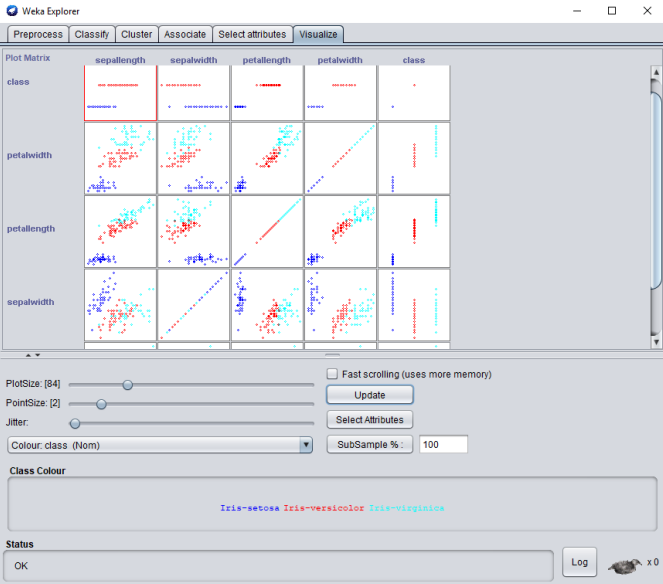 Weka Explorer
Preprocess Classify Cluster Associate Select attributes Visualize
Plot Matrix sepallength sepalwidth petallength petalwidth class
class
petalwidth
petallength
sepalwidth
PlotSize: [84]
PointSize: [2]
Jitter:
Fast scrolling (uses more memory)
Update
Select Attributes
Colour: class (Nom)
SubSample % :
100
Class Colour
Iris-setosa Iris-versicolor Iris-virginica
Status
OK
Log
x 0